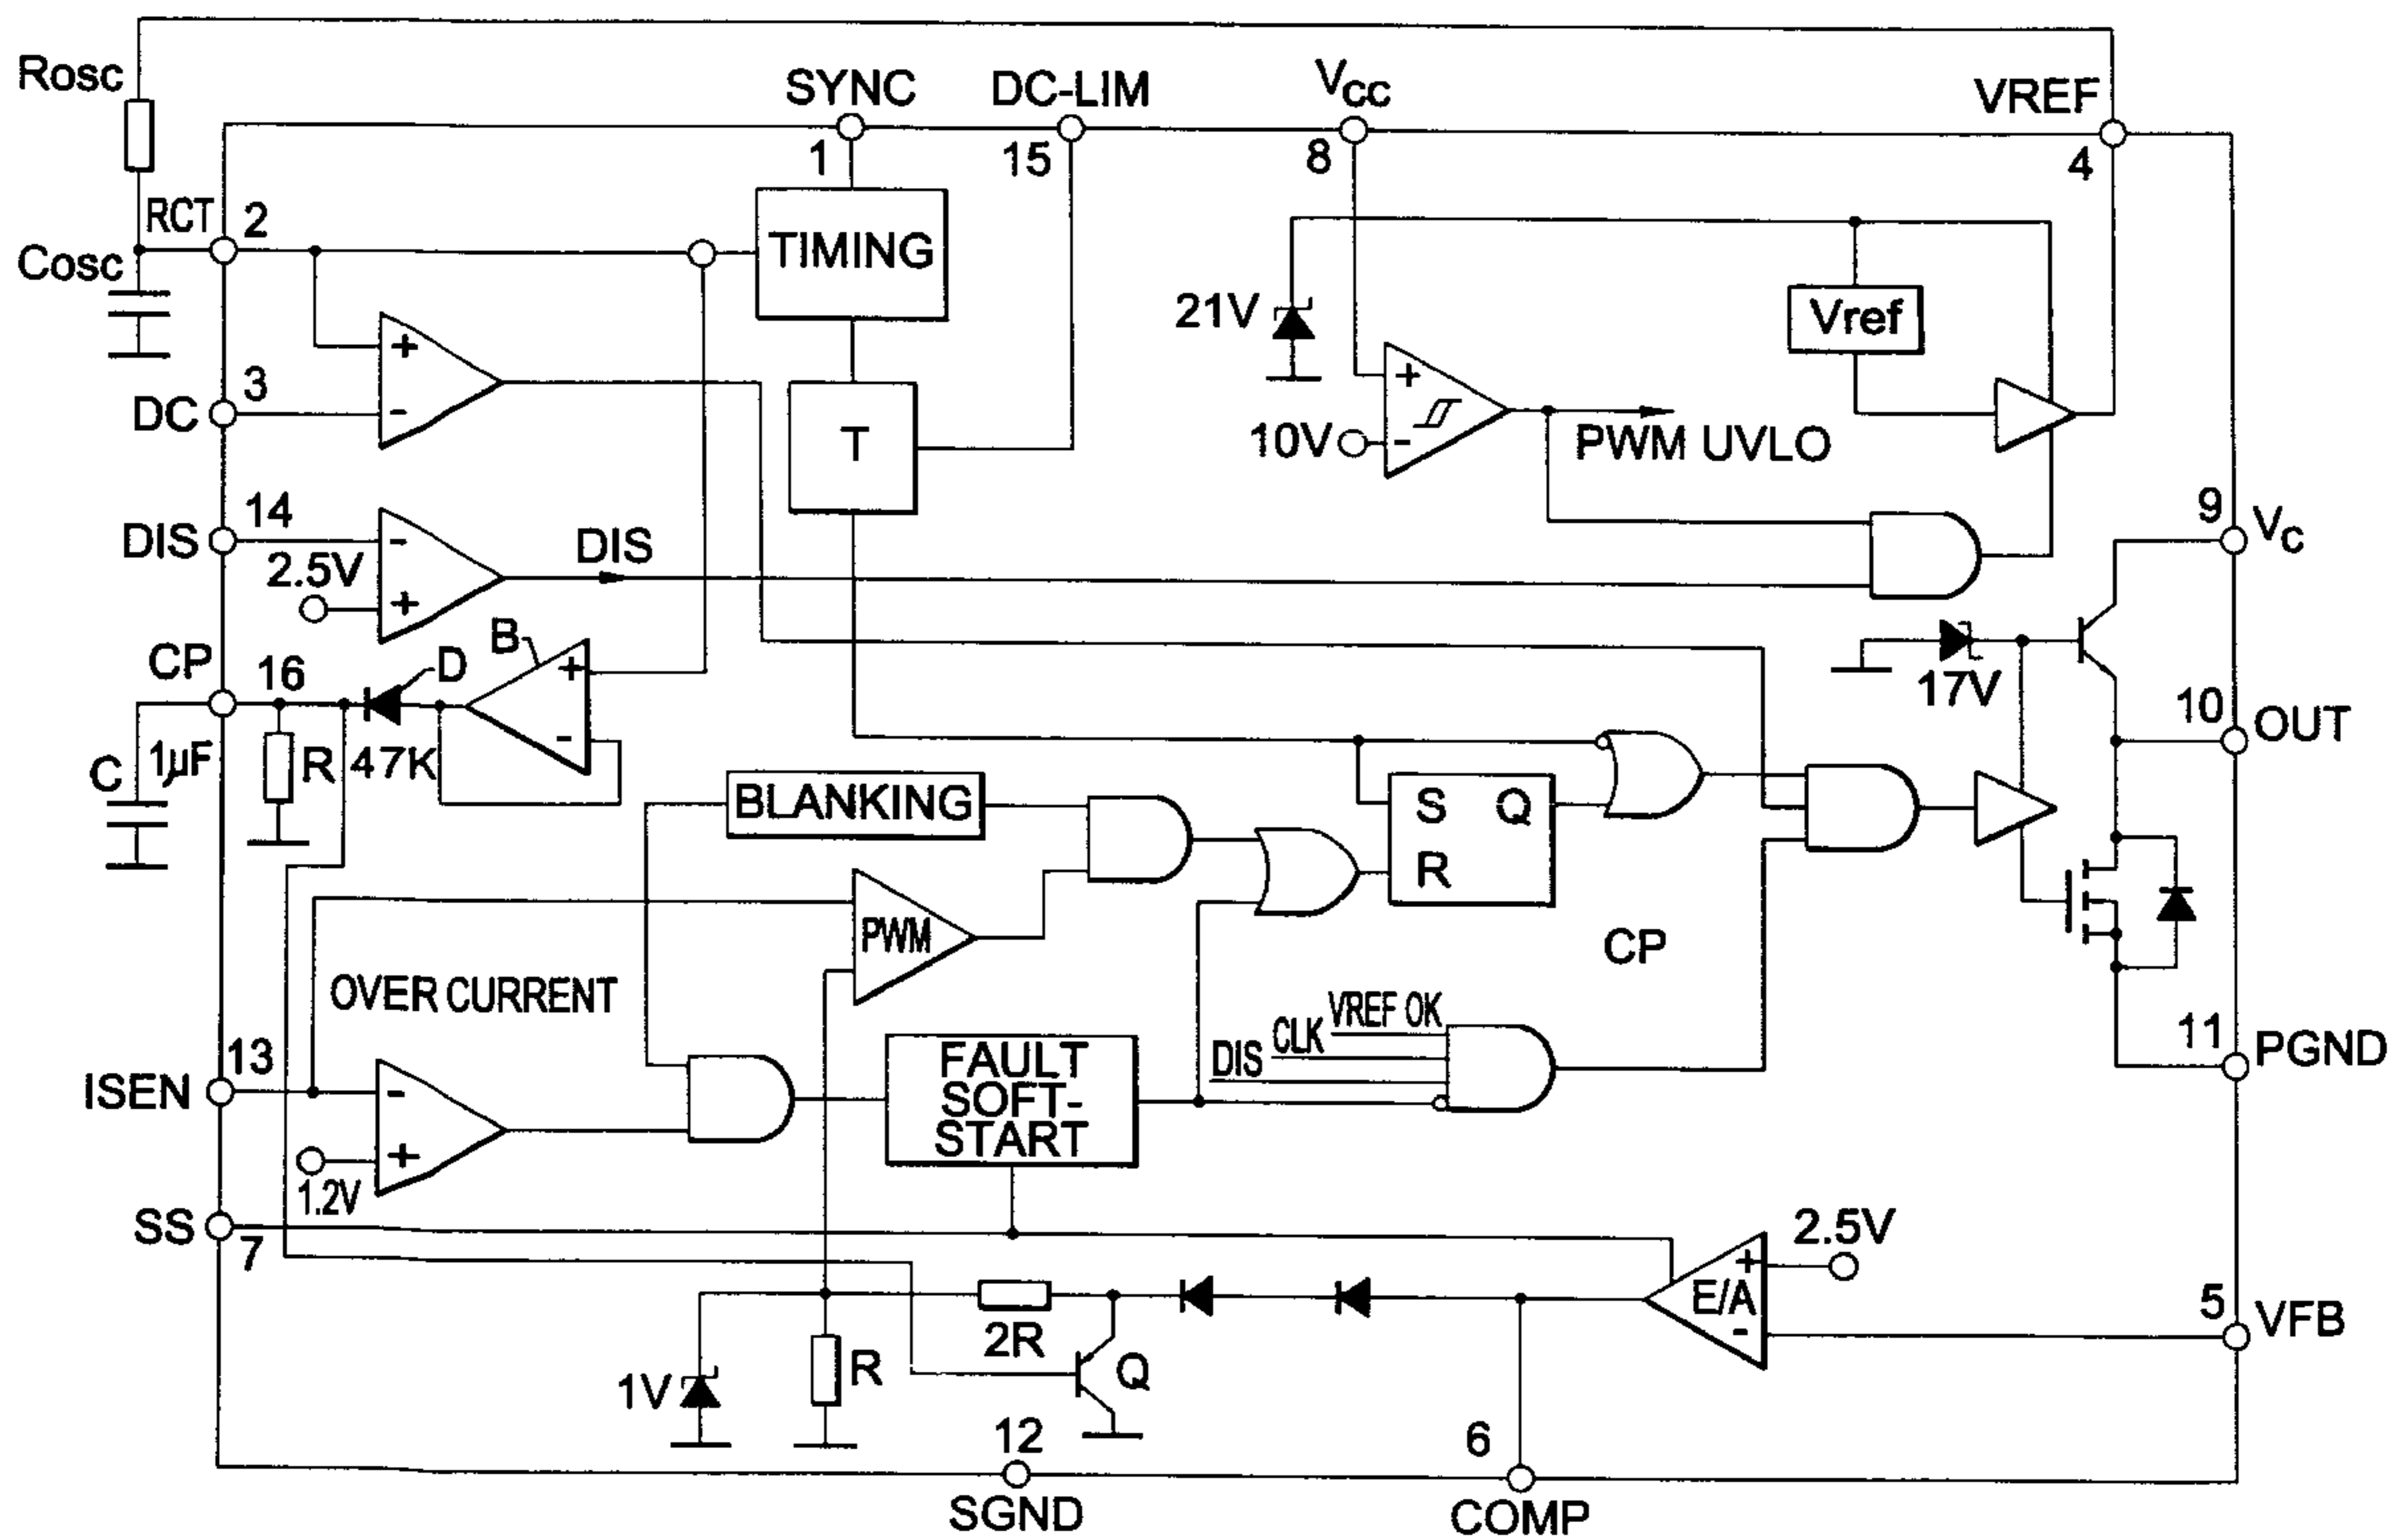 Rosc
SYNC
DC-LIM
VCC
VREF
1
15
8
4
RCT
2
TIMING
Cosc
21V
Vref
+
3
DC
-
T
+
10V
-
PWM UVLO
14
DIS
-
DIS
2.5V
+
9
VC
CP
16
D
B
+
-
17V
10
OUT
C
1µF
R
47K
BLANKING
S
Q
R
PWM
CP
OVER CURRENT
VREF OK
CLK
DIS
13
ISEN
-
+
1.2V
FAULT
SOFT-
START
11
PGND
SS
7
2.5V
+
E/A
-
5
VFB
2R
1V
R
Q
12
SGND
6
COMP